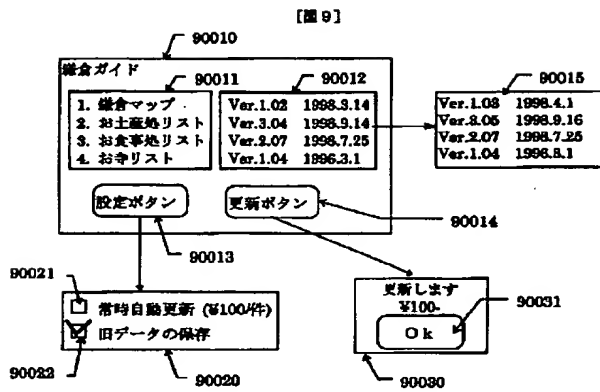 [図9]
90010
鎌倉ガイド
90011
90012
90015
1. 鎌倉マップ
2. お土産処リスト
3. お食事処リスト
4. お寺リスト
Ver.1.02 1998.3.14
Ver.3.04 1998.9.14
Ver.2.07 1998.7.25
Ver.1.04 1996.3.1
Ver.1.03 1998.4.1
Ver.3.05 1998.9.16
Ver.2.07 1998.7.25
Ver.1.04 1996.3.1
設定ボタン
更新ボタン
90013
90014
90021
常時自動更新 (¥100/件)
旧データの保存
90022
90020
更新します
¥100-
Ok
90031
90030